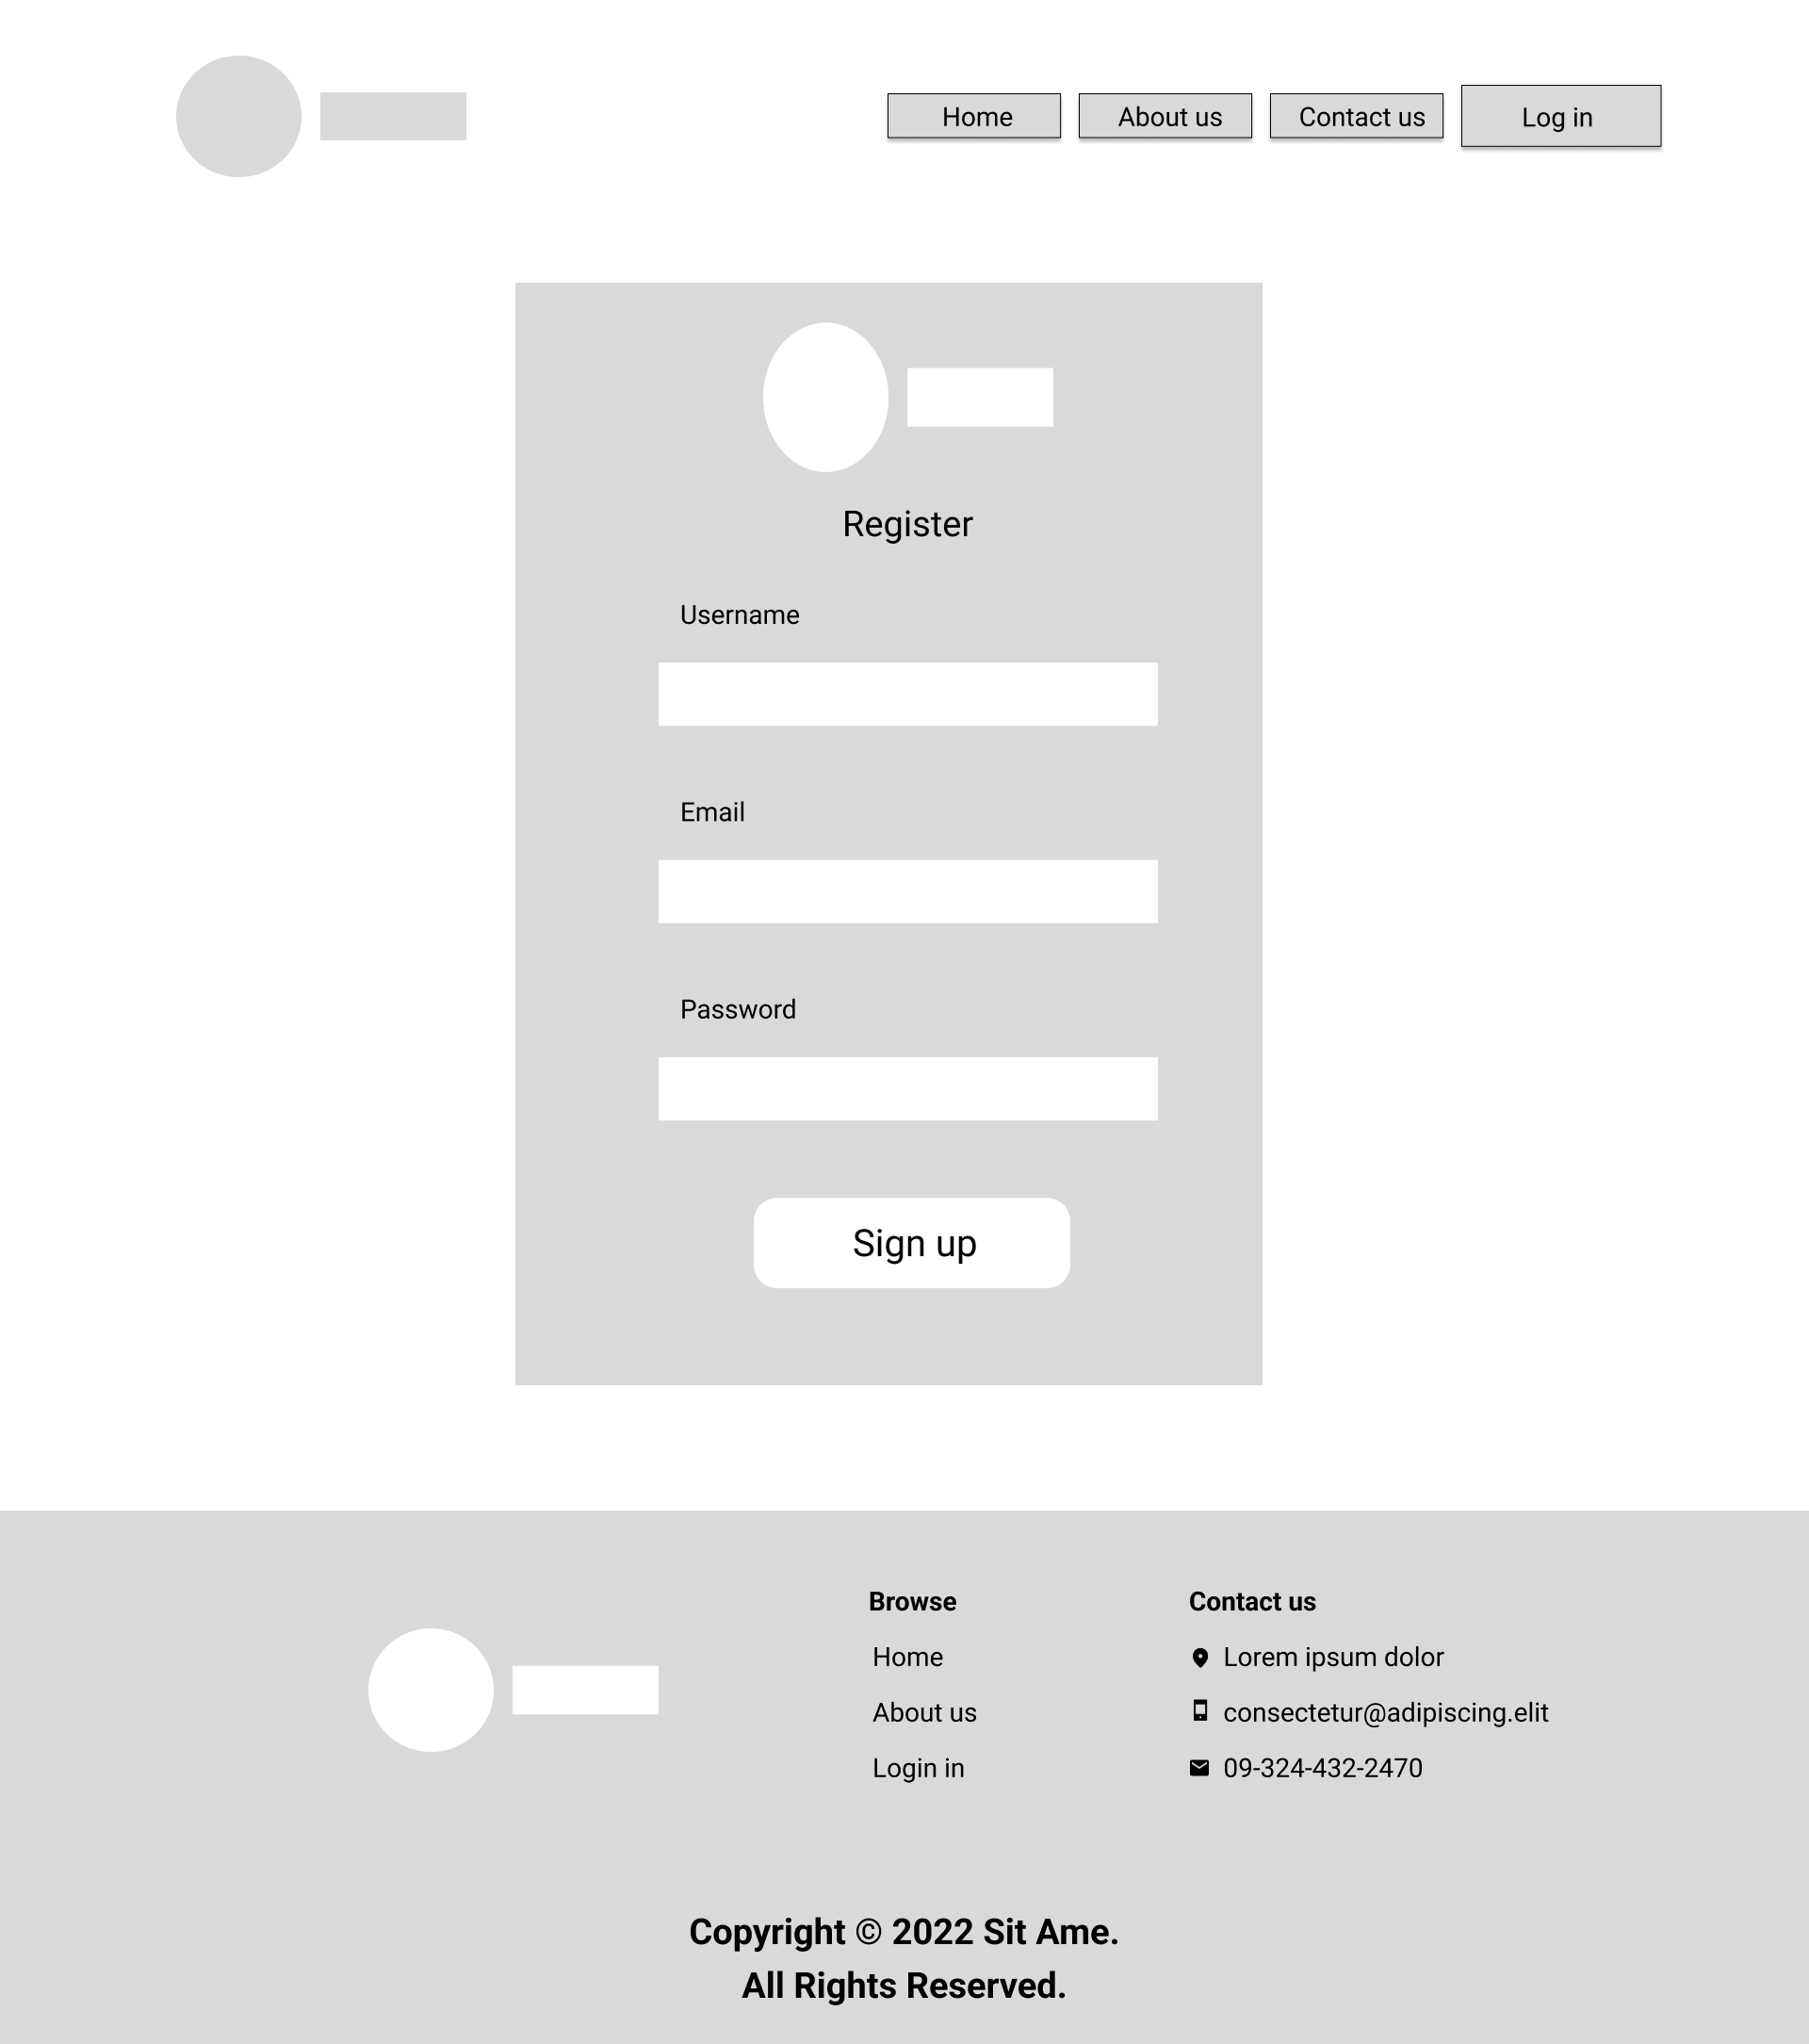 Home About us Contact us Log in
Register
Username
Email
Password
Sign up
Browse
Home
About us
Login in
Contact us
Lorem ipsum dolor
consectetur@adipiscing.elit
09-324-432-2470
Copyright © 2022 Sit Ame.
All Rights Reserved.